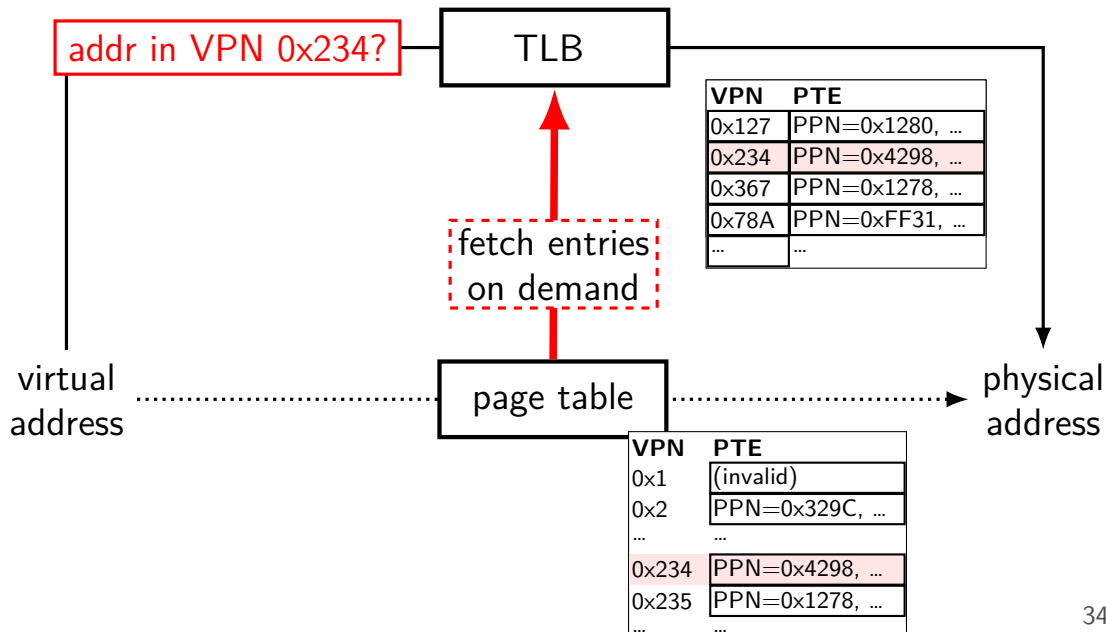 addr in VPN 0x234?
TLB
VPN PTE
0x127 PPN=0x1280, ...
0x234 PPN=0x4298, ...
0x367 PPN=0x1278, ...
0x78A PPN=0xFF31, ...
... ...
fetch entries
on demand
virtual
address
page table
physical
address
VPN PTE
0x1 (invalid)
0x2 PPN=0x329C, ...
... ...
0x234 PPN=0x4298, ...
0x235 PPN=0x1278, ...
... ...
34